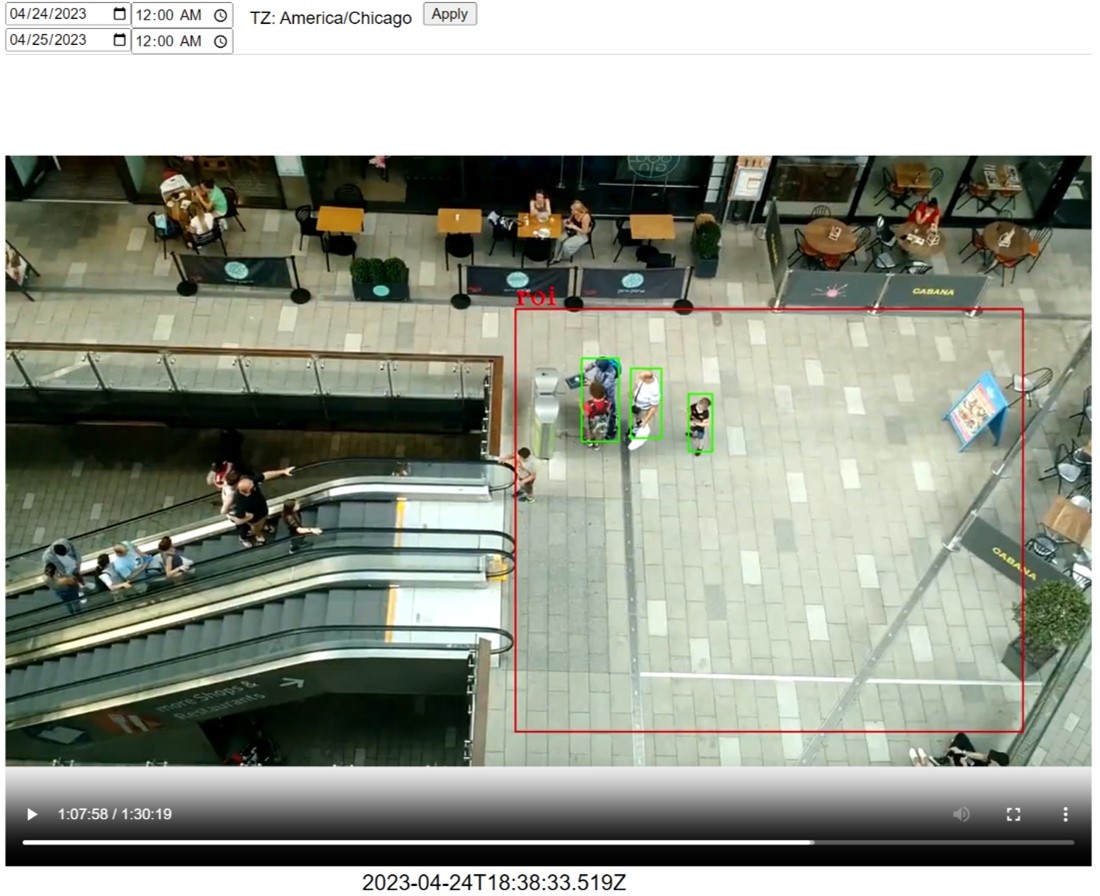 04/24/2023 12:00 AM TZ: America/Chicago Apply
04/25/2023 12:00 AM
CABANA
roi
CABANA
more Shops &
Restaurants
1:07:58 / 1:30:19
2023-04-24T18:38:33.519Z